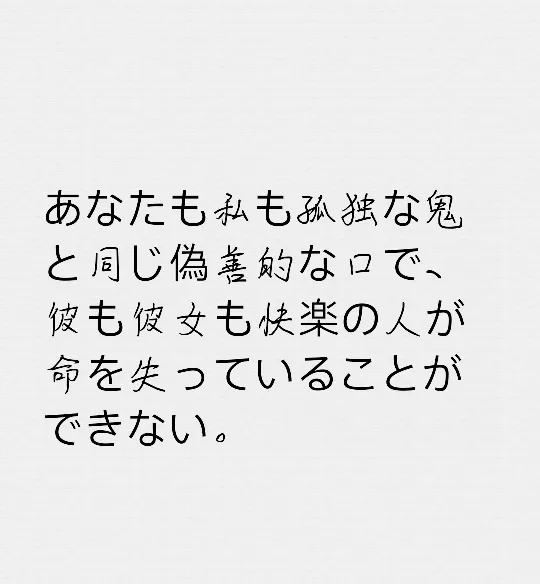 あなたも私も孤独な鬼
と同じ偽善的な口で、
彼も彼女も快楽の人が
命を失っていることが
できない。